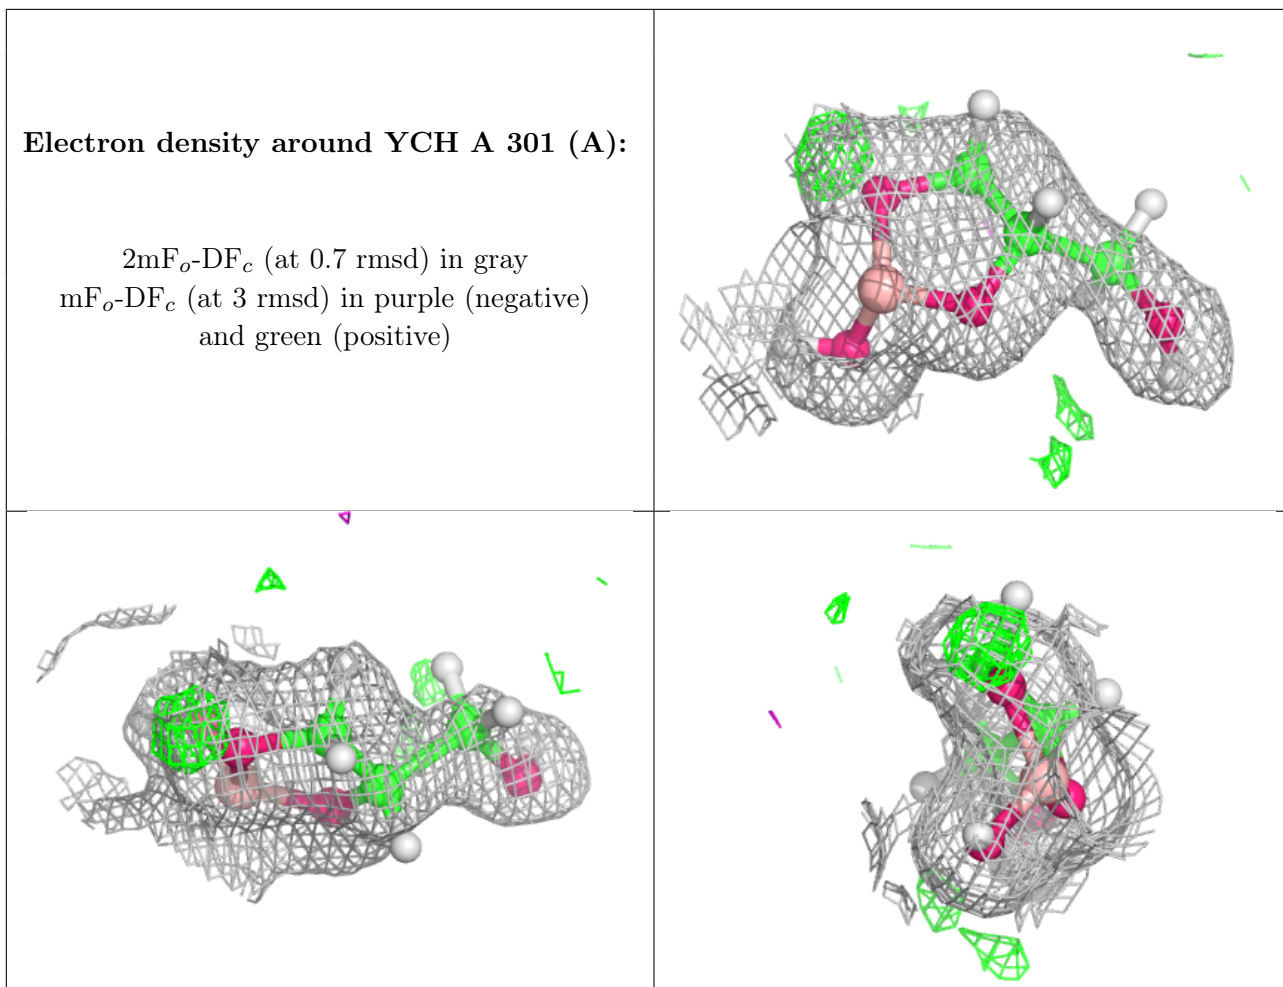 Electron density around YCH A 301 (A):
2mFo-DFc (at 0.7 rmsd) in gray
mFo-DFc (at 3 rmsd) in purple (negative)
and green (positive)